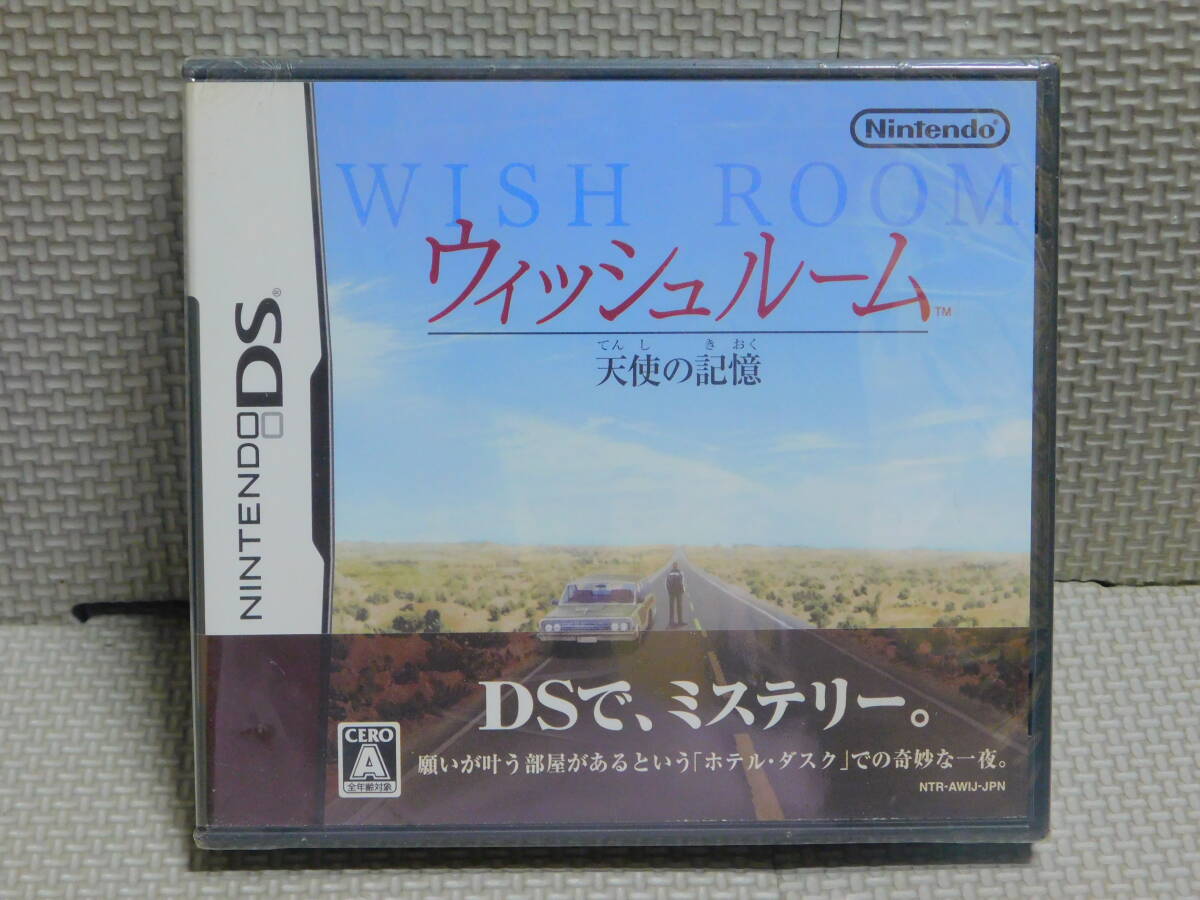 Nintendo®
WISH ROOM
ウィッシュルーム™
てんし きおく
天使の記憶
NINTENDO DS®
DSで、ミステリー。
願いが叶う部屋があるという「ホテル・ダスク」での奇妙な一夜。
CERO
A
全年齢対象
NTR-AWIJ-JPN